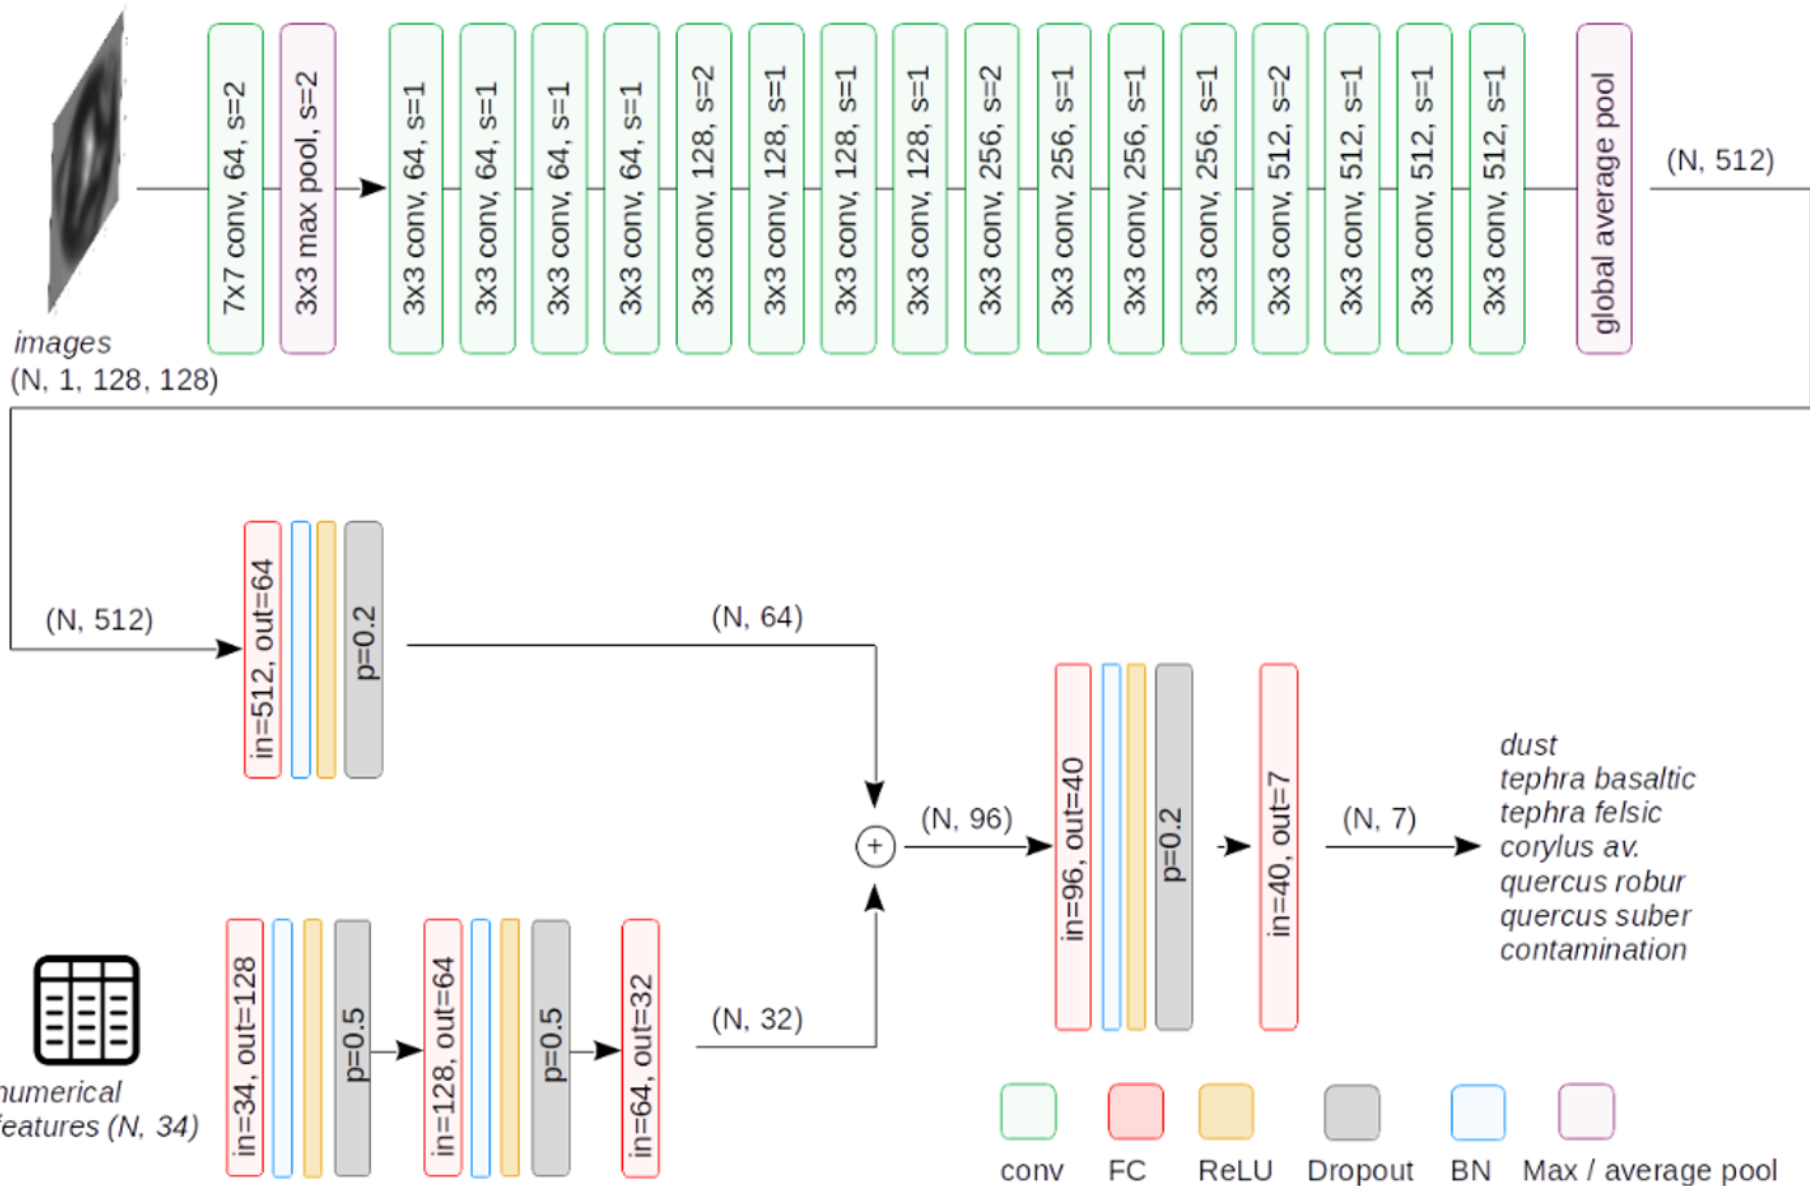 7x7 conv, 64, s=2
3x3 max pool, s=2
3x3 conv, 64, s=1
3x3 conv, 64, s=1
3x3 conv, 64, s=1
3x3 conv, 64, s=1
3x3 conv, 128, s=2
3x3 conv, 128, s=1
3x3 conv, 128, s=1
3x3 conv, 128, s=1
3x3 conv, 256, s=2
3x3 conv, 256, s=1
3x3 conv, 256, s=1
3x3 conv, 256, s=1
3x3 conv, 512, s=2
3x3 conv, 512, s=1
3x3 conv, 512, s=1
3x3 conv, 512, s=1
global average pool
(N, 512)
images
(N, 1, 128, 128)
(N, 512)
in=512, out=64
p=0.2
(N, 64)
+
(N, 96)
in=96, out=40
p=0.2
in=40, out=7
(N, 7)
dust
tephra basaltic
tephra felsic
corylus av.
quercus robur
quercus suber
contamination
numerical
features (N, 34)
in=34, out=128
p=0.5
in=128, out=64
p=0.5
in=64, out=32
(N, 32)
conv
FC
ReLU
Dropout
BN
Max / average pool